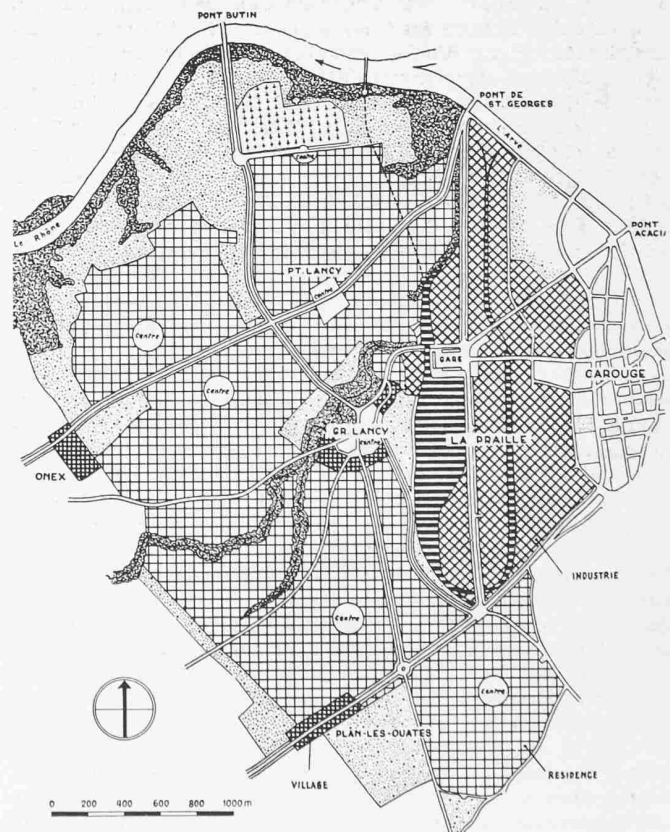 PONT BUTIN
PONT DE
ST. GEORGES
L'Arve
PONT
ACACI
Le Rhône
Centre
PT. LANCY
Centre
Centre
GARE
CAROUGE
Centre
GR. LANCY
Centre
LA PRAILLE
ONEX
INDUSTRIE
Centre
Centre
PLAN-LES-OUATES
VILLAGE
RESIDENCE
0 200 400 600 800 1000 m